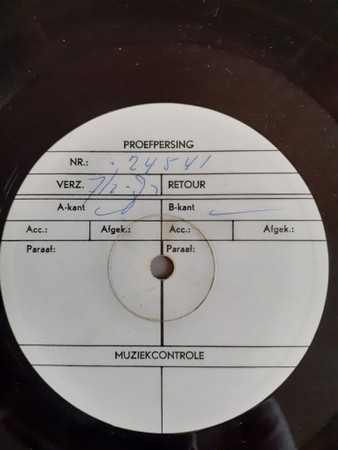 PROEFPERSING
NR.: 24541
VERZ. RETOUR
A-kant B-kant
Acc.: Afgek.: Acc.: Afgek.:
Paraaf: Paraaf:
MUZIEKCONTROLE